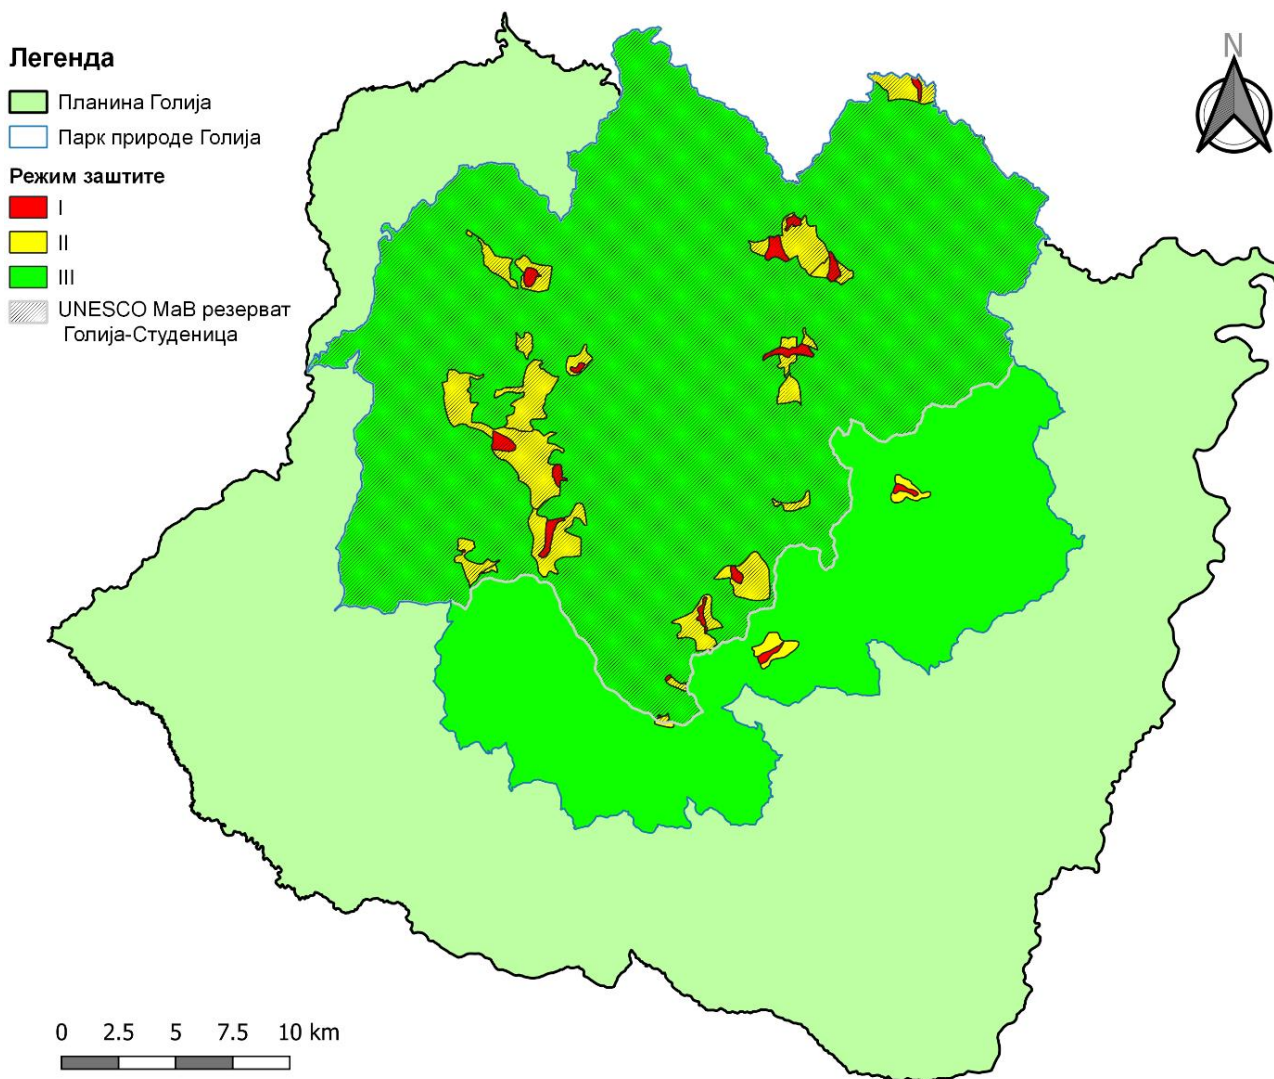 Легенда
Планина Голија
Парк природе Голија
Режим заштите
I
II
III
UNESCO MaB резерват
Голија-Студеница
N
0 2.5 5 7.5 10 km